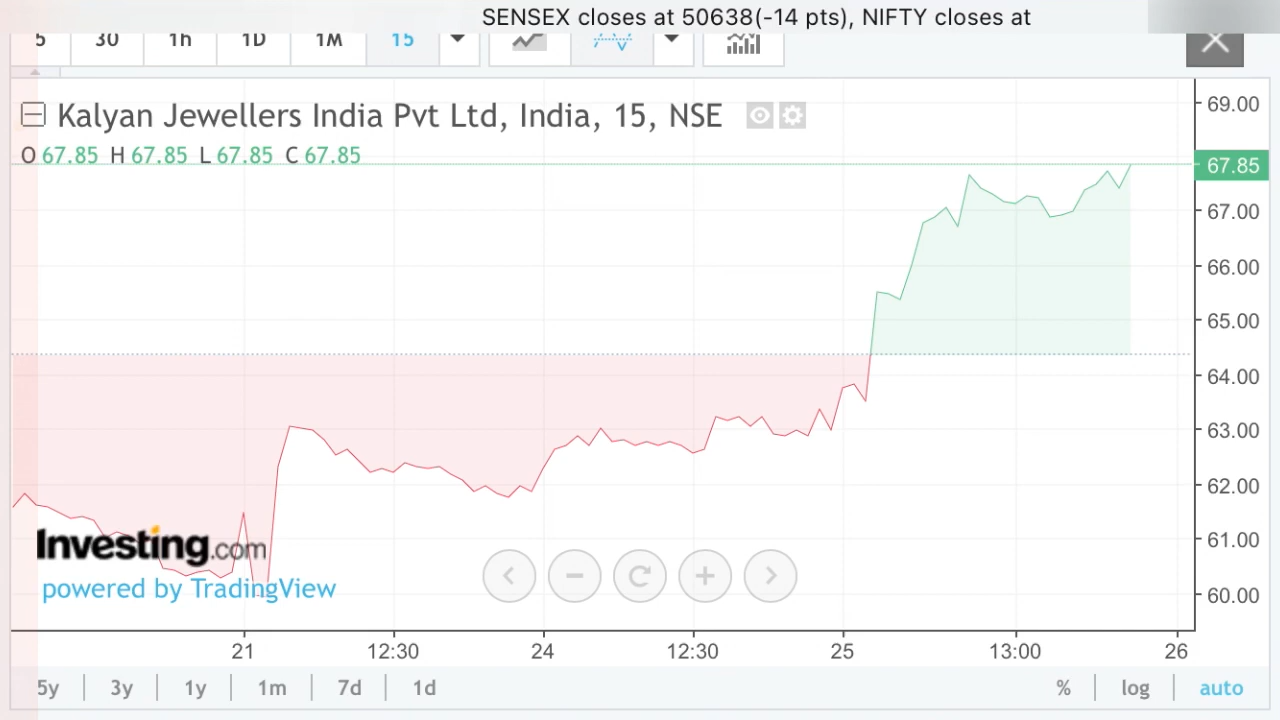 SENSEX closes at 50638(-14 pts), NIFTY closes at
5 30 1h 1D 1M 15
Kalyan Jewellers India Pvt Ltd, India, 15, NSE
O 67.85 H 67.85 L 67.85 C 67.85
69.00
67.85
67.00
66.00
65.00
64.00
63.00
62.00
61.00
60.00
Investing.com
powered by TradingView
21 12:30 24 12:30 25 13:00 26
5y 3y 1y 1m 7d 1d % log auto